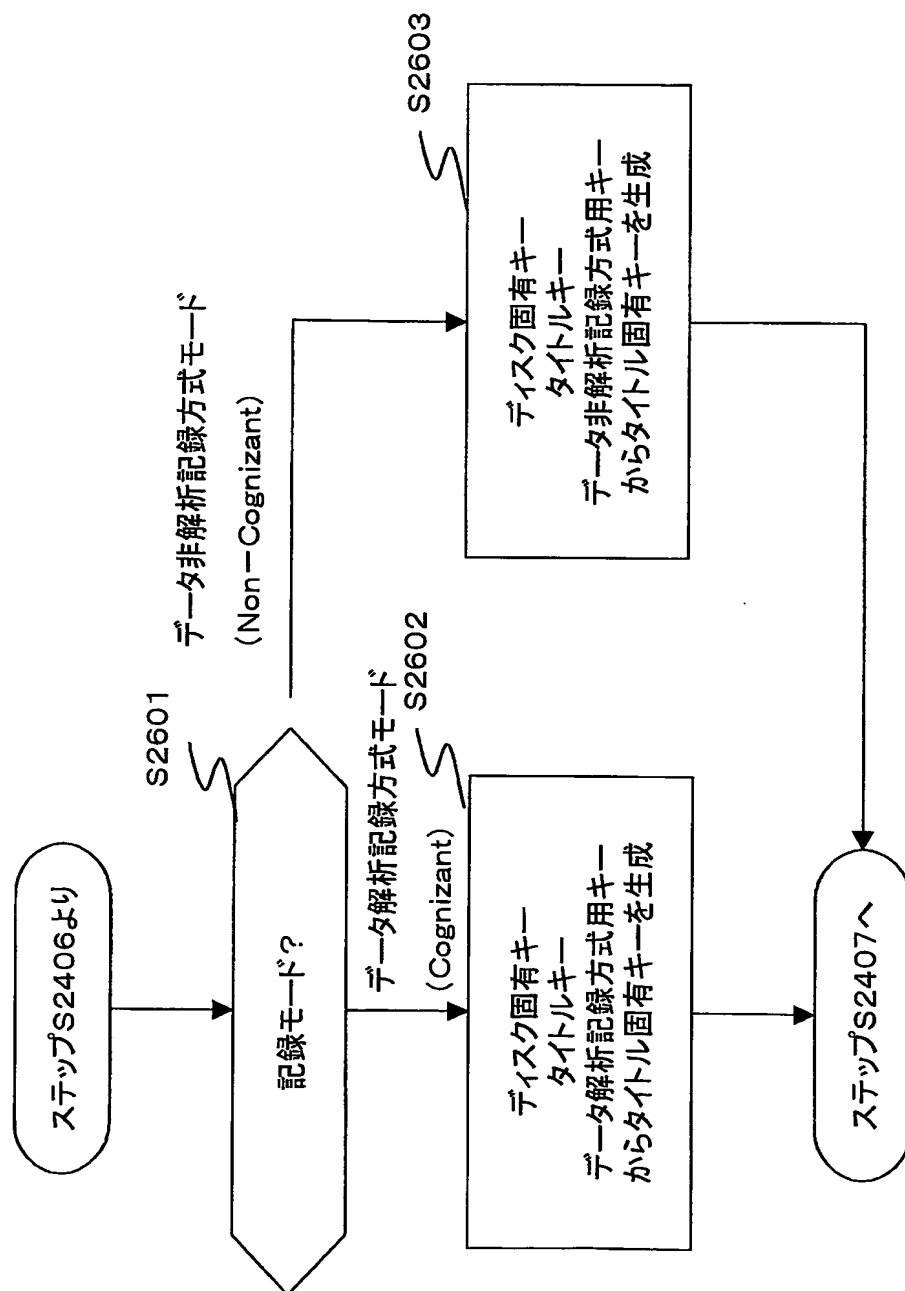 ステップS2406より
S2601
記録モード?
データ非解析記録方式モード
(Non-Cognizant)
データ解析記録方式モード
(Cognizant)
S2602
ディスク固有キー
タイトルキー
データ解析記録方式用キー
からタイトル固有キーを生成
S2603
ディスク固有キー
タイトルキー
データ非解析記録方式用キー
からタイトル固有キーを生成
ステップS2407へ